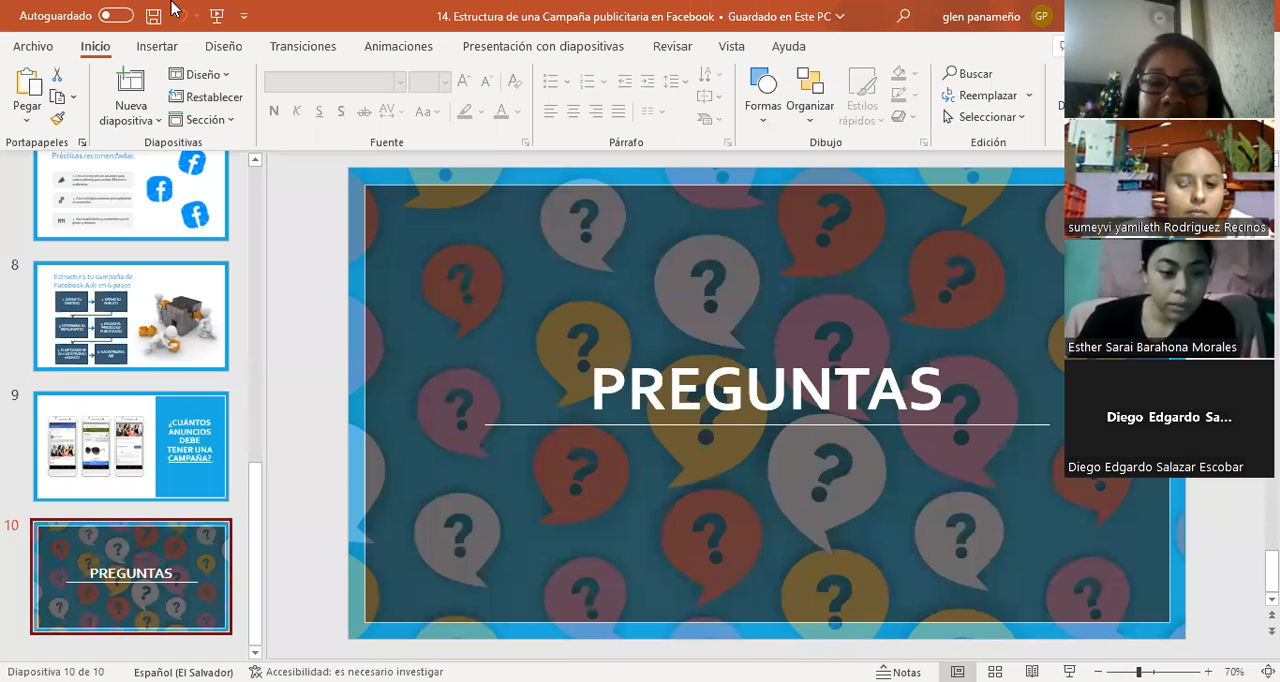 Autoguardado
14. Estructura de una Campaña publicitaria en Facebook • Guardado en Este PC
glen panameño
GP
Archivo
Inicio
Insertar
Diseño
Transiciones
Animaciones
Presentación con diapositivas
Revisar
Vista
Ayuda
Pegar
Nueva
diapositiva
Diseño
Restablecer
Sección
N K S S ab AV Aa A
Formas
Organizar
Estilos
rápidos
Buscar
Reemplazar
Seleccionar
Portapapeles
Diapositivas
Fuente
Párrafo
Dibujo
Edición
Prácticas recomendadas
8
Estructura tu campaña de
Facebook Ads en 6 pasos
9
¿CUÁNTOS
ANUNCIOS
DEBE
TENER UNA
CAMPAÑA?
10
PREGUNTAS
PREGUNTAS
sumeyvi yamileth Rodriguez Recinos
Esther Sarai Barahona Morales
Diego Edgardo Sa...
Diego Edgardo Salazar Escobar
Diapositiva 10 de 10
Español (El Salvador)
Accesibilidad: es necesario investigar
Notas
70%